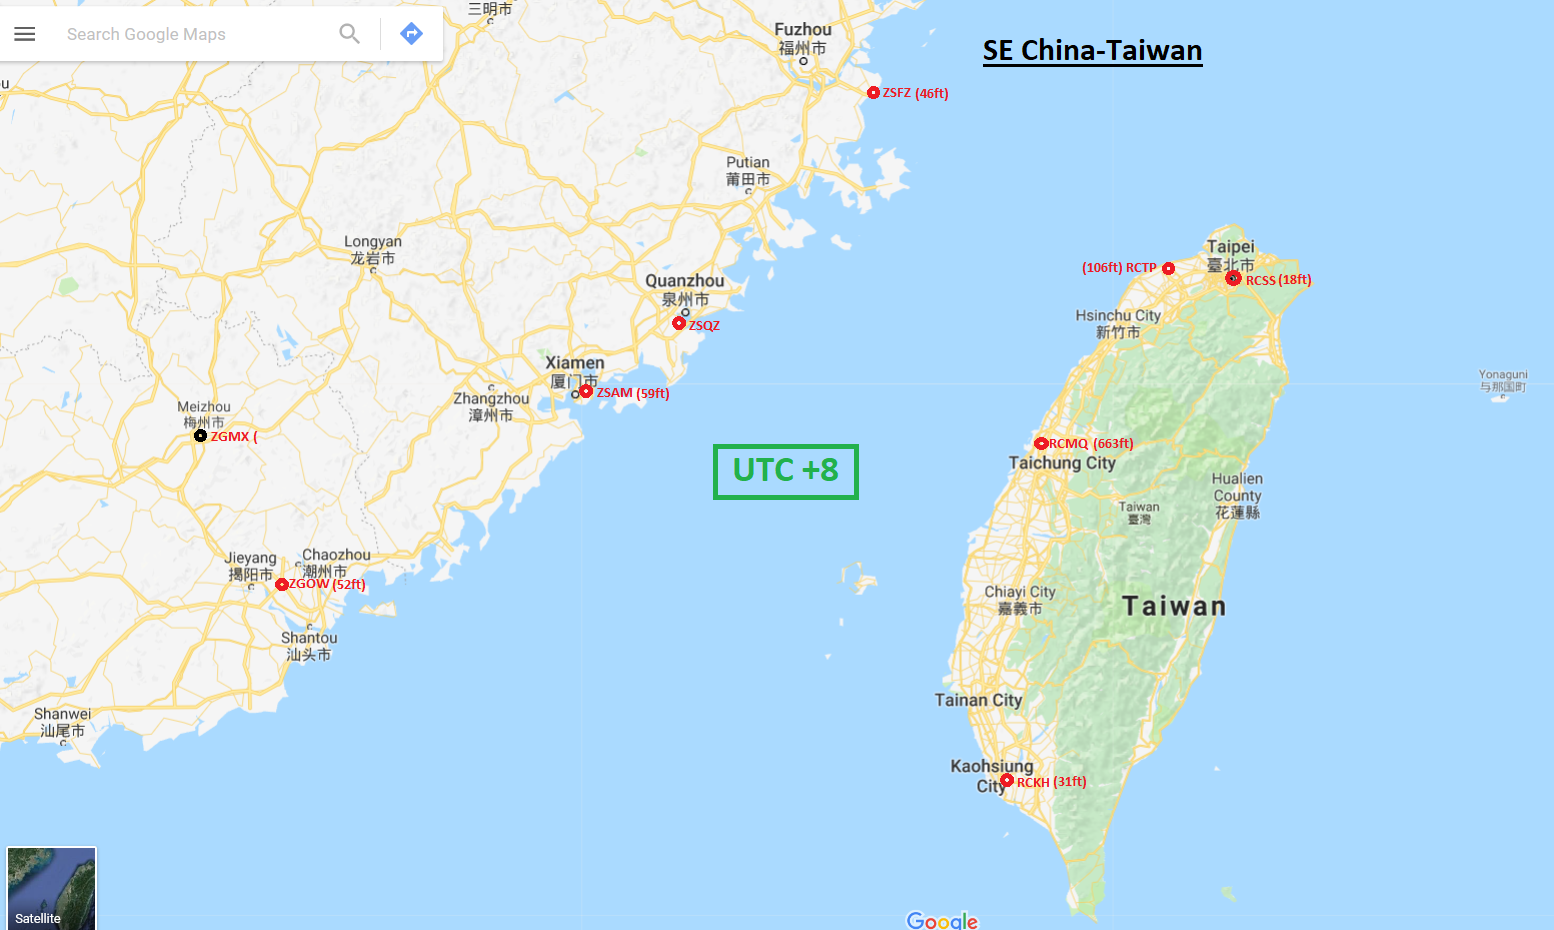 三明市
Search Google Maps
Fuzhou
福州市
SE China-Taiwan
ZSFZ (46ft)
Putian
莆田市
Longyan
龙岩市
Taipei
臺北市
(106ft) RCTP
RCSS (18ft)
Quanzhou
泉州市
ZSQZ
Hsinchu City
新竹市
Xiamen
厦门市
ZSAM (59ft)
Yonaguni
与那国町
Zhangzhou
漳州市
Meizhou
梅州市
ZGMX (
RCMQ (663ft)
Taichung City
UTC +8
Hualien
County
花蓮縣
Taiwan
臺灣
Jieyang
揭阳市
Chaozhou
潮州市
ZGOW (52ft)
Chiayi City
嘉義市
Taiwan
Shantou
汕头市
Tainan City
Shanwei
汕尾市
Kaohsiung
City
RCKH (31ft)
Satellite
Google